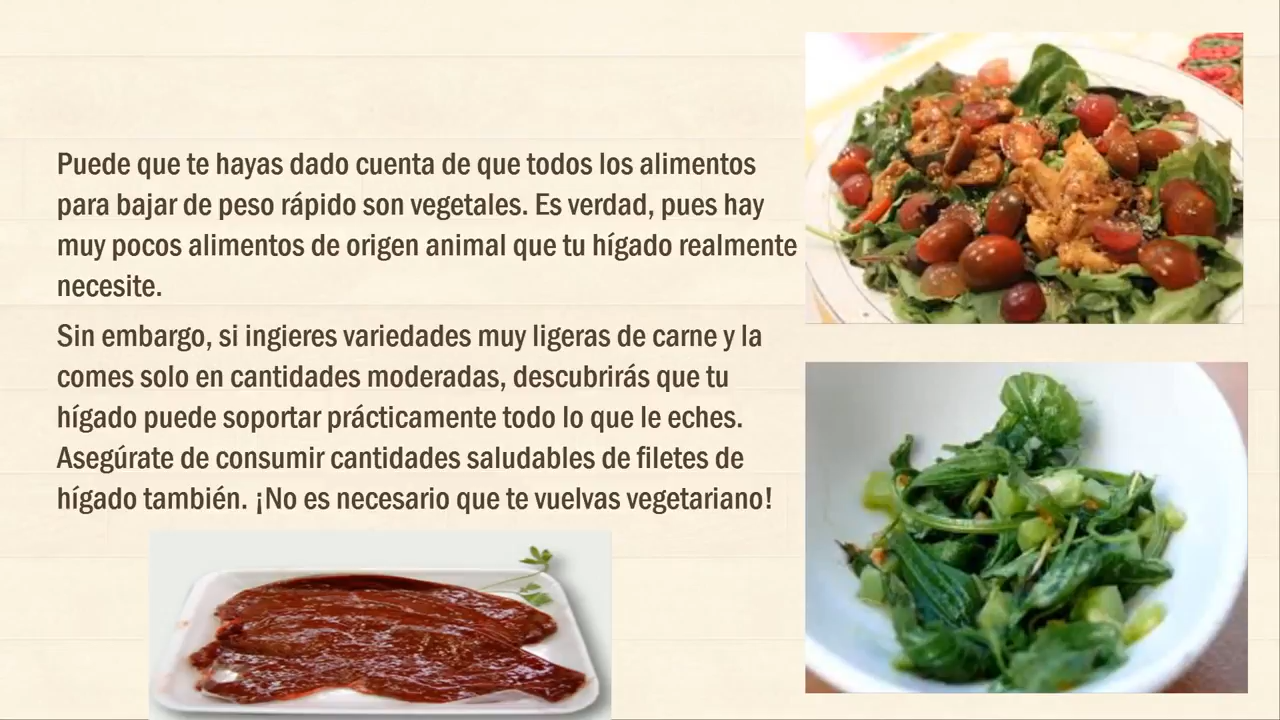 Puede que te hayas dado cuenta de que todos los alimentos
para bajar de peso rápido son vegetales. Es verdad, pues hay
muy pocos alimentos de origen animal que tu hígado realmente
necesite.
Sin embargo, si ingieres variedades muy ligeras de carne y la
comes solo en cantidades moderadas, descubrirás que tu
hígado puede soportar prácticamente todo lo que le eches.
Asegúrate de consumir cantidades saludables de filetes de
hígado también. ¡No es necesario que te vuelvas vegetariano!